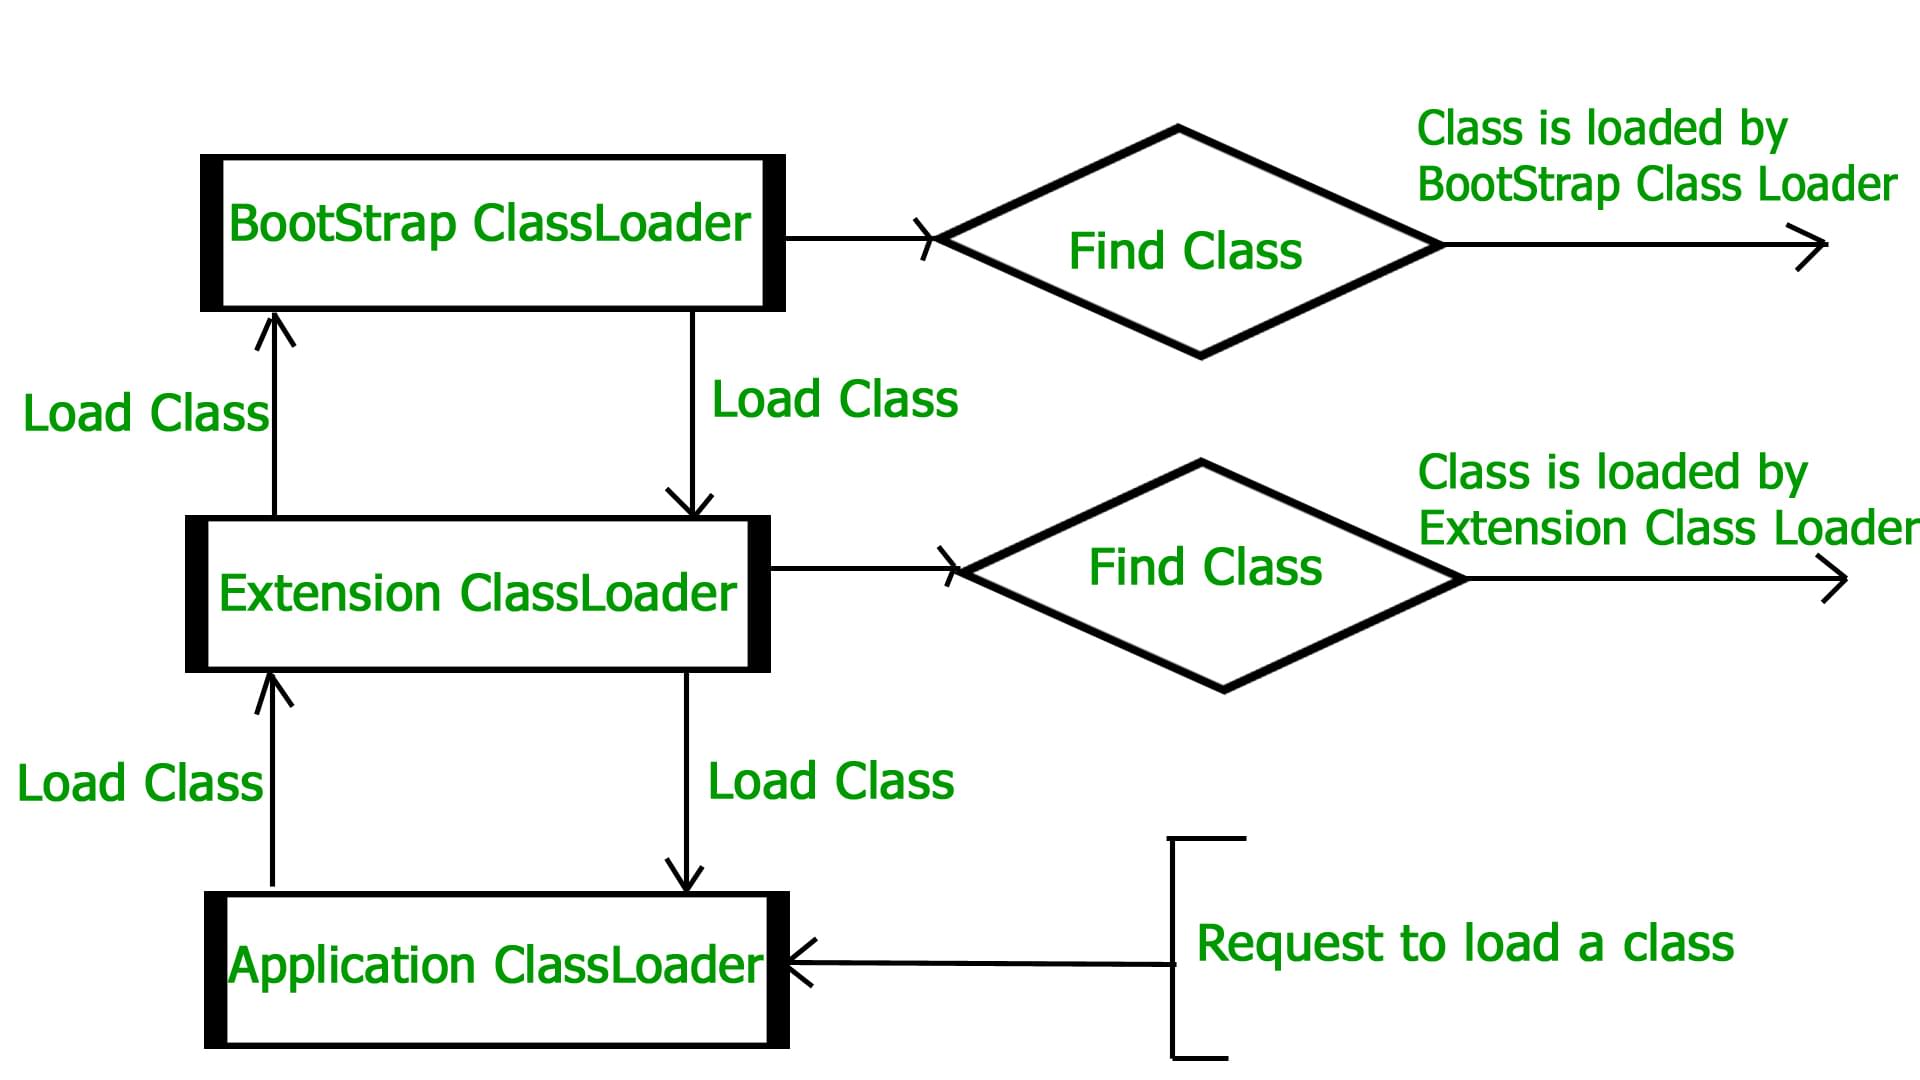 Class is loaded by
BootStrap Class Loader
BootStrap ClassLoader
Find Class
Load Class
Load Class
Class is loaded by
Extension Class Loader
Extension ClassLoader
Find Class
Load Class
Load Class
Application ClassLoader
Request to load a class